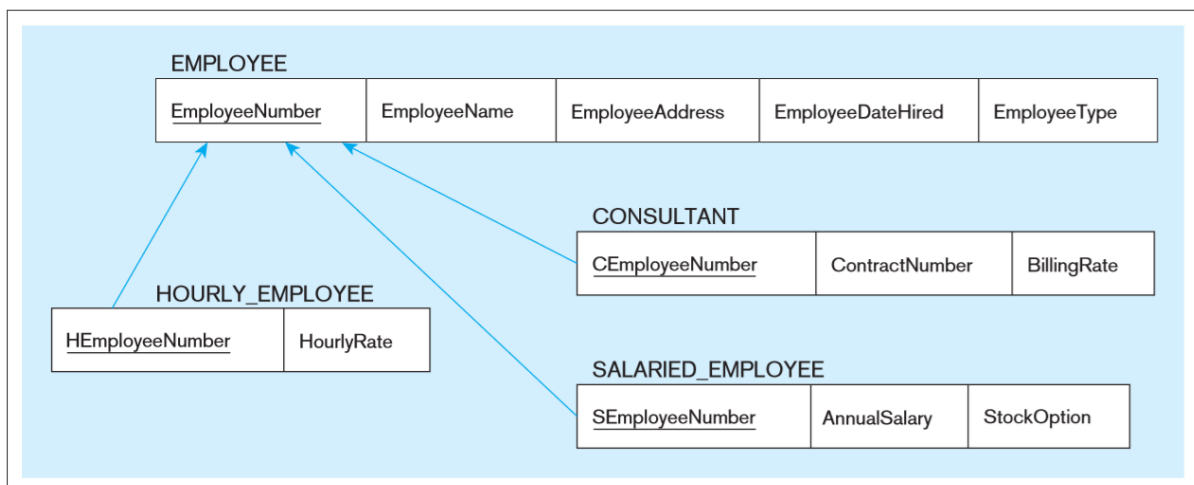 EMPLOYEE
EmployeeNumber EmployeeName EmployeeAddress EmployeeDateHired EmployeeType
CONSULTANT
CEmployeeNumber ContractNumber BillingRate
HOURLY_EMPLOYEE
HEmployeeNumber HourlyRate
SALARIED_EMPLOYEE
SEmployeeNumber AnnualSalary StockOption